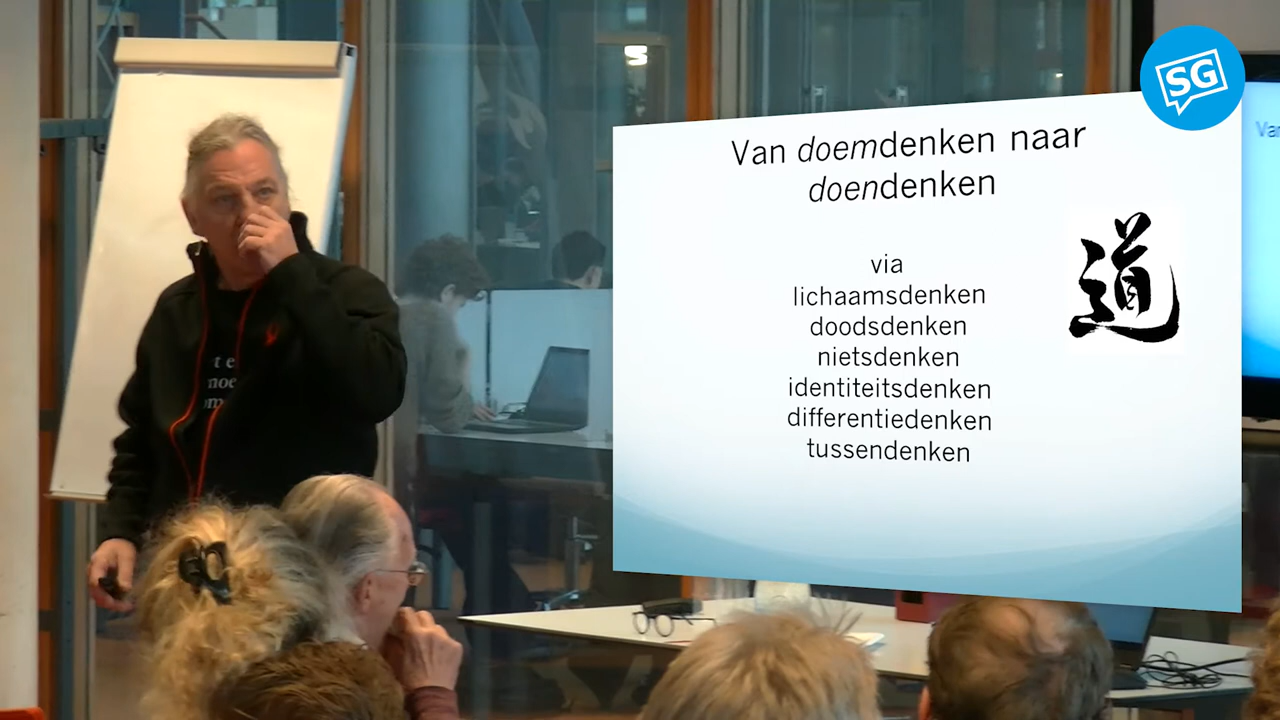 SG
Van doemdenken naar
doendenken
via
lichaamsdenken
doodsdenken
nietsdenken
identiteitsdenken
differentiedenken
tussendenken
道